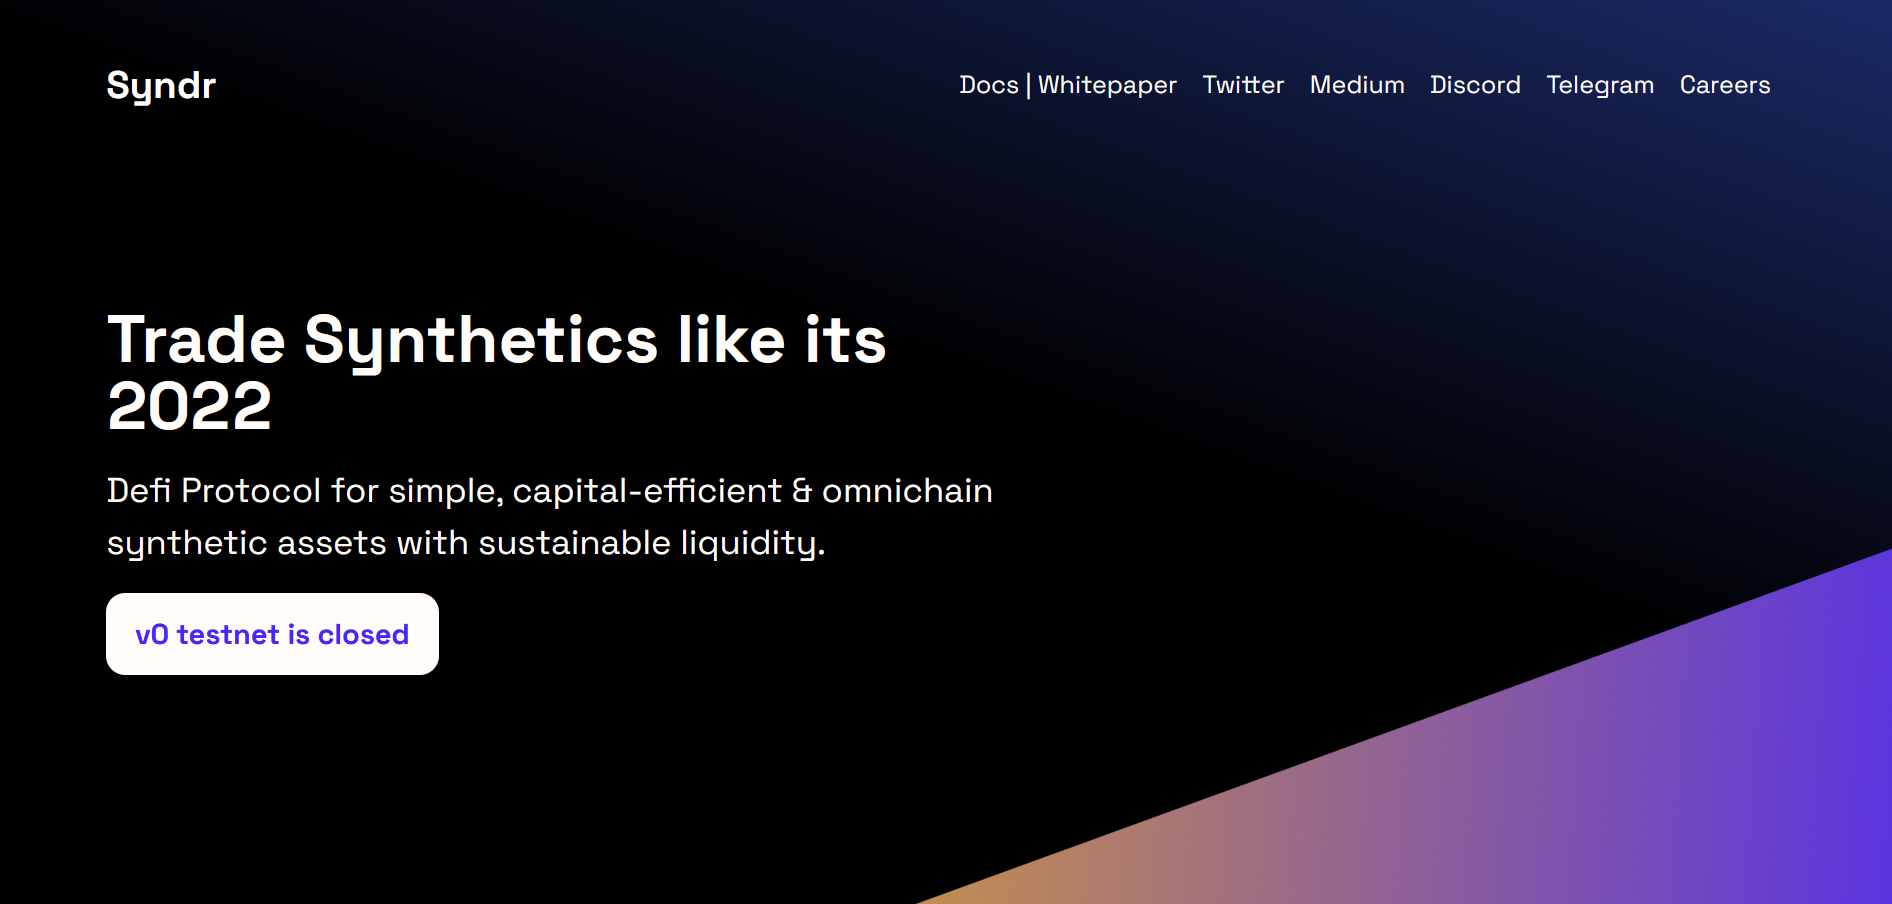 Syndr
Docs | Whitepaper Twitter Medium Discord Telegram Careers
Trade Synthetics like its
2022
Defi Protocol for simple, capital-efficient & omnichain
synthetic assets with sustainable liquidity.
v0 testnet is closed